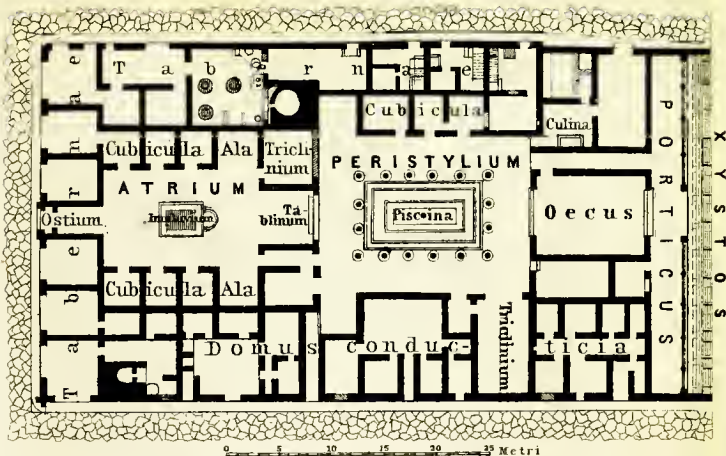 Tabernae
Cubicula
Culina
Cubicula Ala Triclinium
PERISTYLIUM
ATRIUM
Ostium
Impluvium
Tablinum
Piscina
Oecus
PORTICUS
XYSTOS
Cubicula Ala
Triclinium
Domus conducticia
Tabernae
0 5 10 15 20 25 Metri